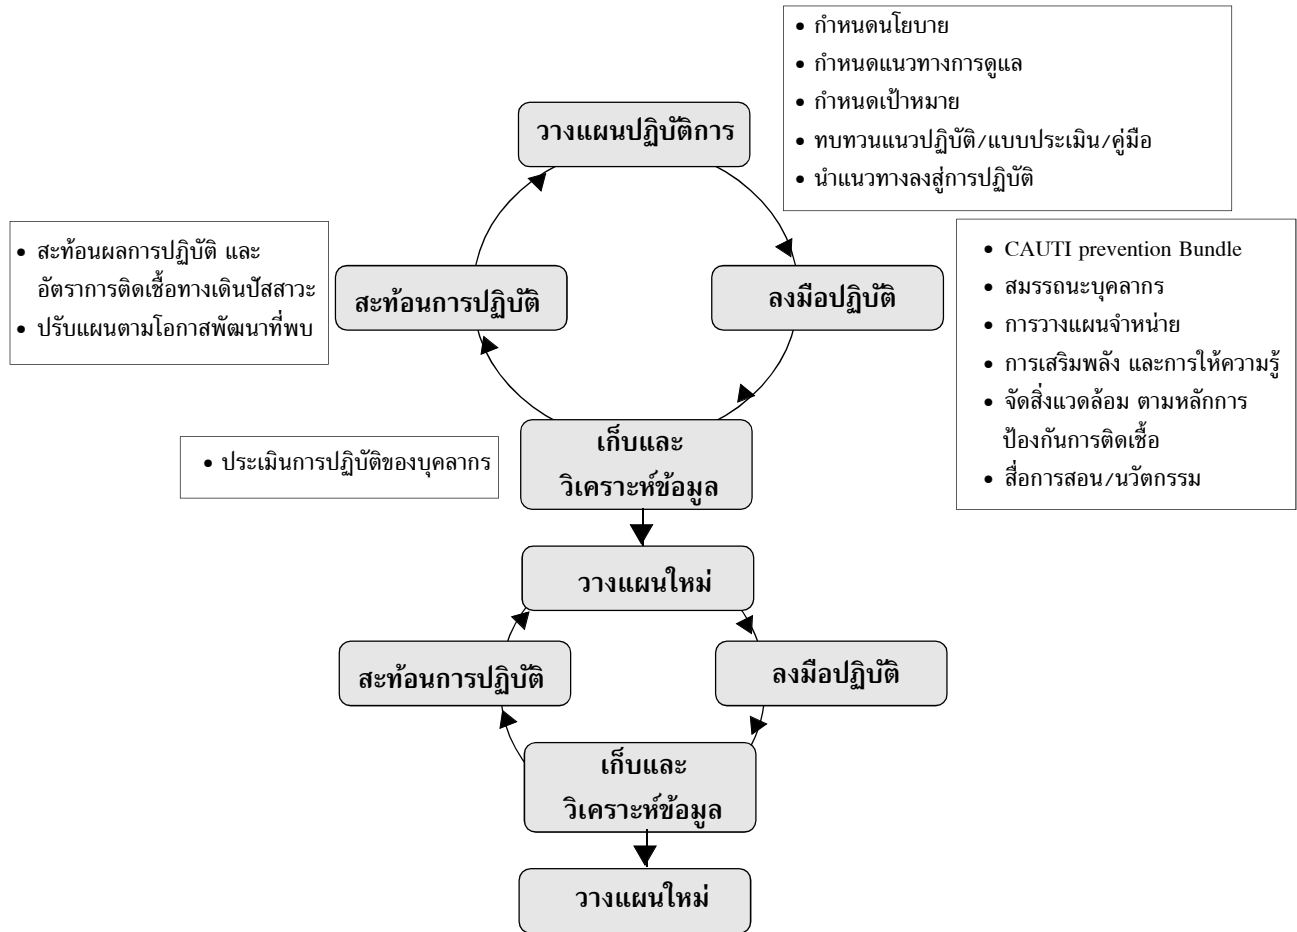 • กำหนดนโยบาย
• กำหนดแนวทางการดูแล
• กำหนดเป้าหมาย
• ทบทวนแนวปฏิบัติ/แบบประเมิน/คู่มือ
• นำแนวทางลงสู่การปฏิบัติ
วางแผนปฏิบัติการ
• สะท้อนผลการปฏิบัติ และ
อัตราการติดเชื้อทางเดินปัสสาวะ
• ปรับแผนตามโอกาสพัฒนาที่พบ
สะท้อนการปฏิบัติ
ลงมือปฏิบัติ
• CAUTI prevention Bundle
• สมรรถนะบุคลากร
• การวางแผนจำหน่าย
• การเสริมพลัง และการให้ความรู้
• จัดสิ่งแวดล้อม ตามหลักการ
ป้องกันการติดเชื้อ
• สื่อการสอน/นวัตกรรม
• ประเมินการปฏิบัติของบุคลากร
เก็บและ
วิเคราะห์ข้อมูล
วางแผนใหม่
สะท้อนการปฏิบัติ
ลงมือปฏิบัติ
เก็บและ
วิเคราะห์ข้อมูล
วางแผนใหม่